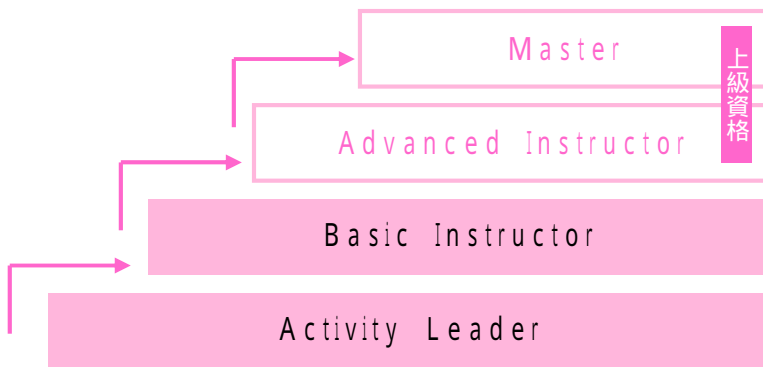 Master
上級資格
Advanced Instructor
Basic Instructor
Activity Leader